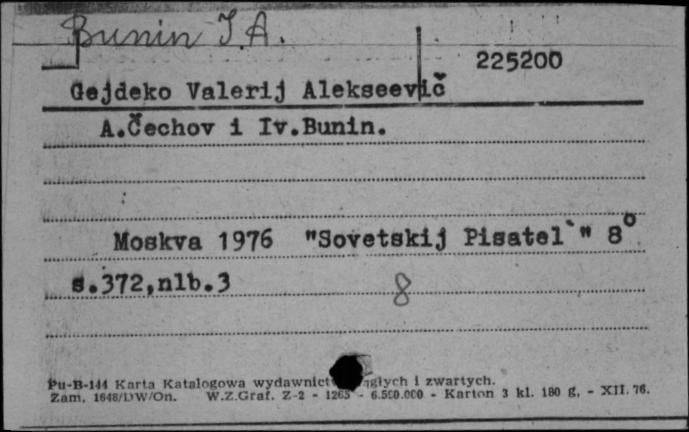 Bunin I. A.
225200
Gejdeko Valerij Alekseevič
A.Čechov i Iv.Bunin.
Moskva 1976 "Sovetskij Pisatel`" 8°
s.372,nlb.3
8
Pu-B-144 Karta Katalogowa i zwartych.
Zam. 1648/DW/On. W.Z.Graf. Z-2 - 1265 - 6.500.000 - Karton 3 kl. 180 g. - XII. 76.